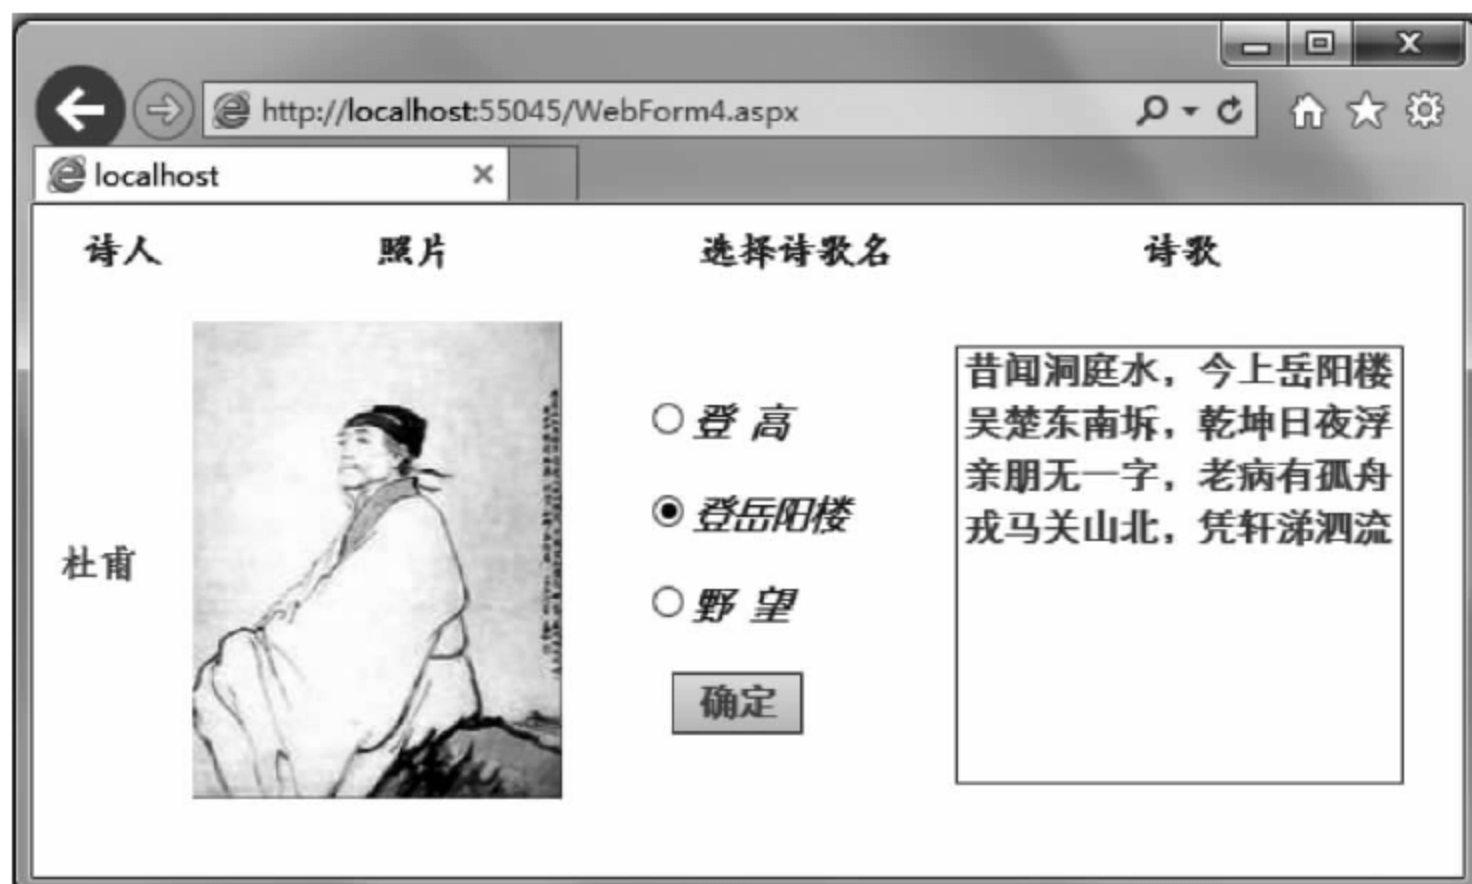 http://localhost:55045/WebForm4.aspx
localhost
诗人 照片 选择诗歌名 诗歌
杜甫
登 高
登岳阳楼
野 望
确定
昔闻洞庭水，今上岳阳楼
吴楚东南坼，乾坤日夜浮
亲朋无一字，老病有孤舟
戎马关山北，凭轩涕泗流